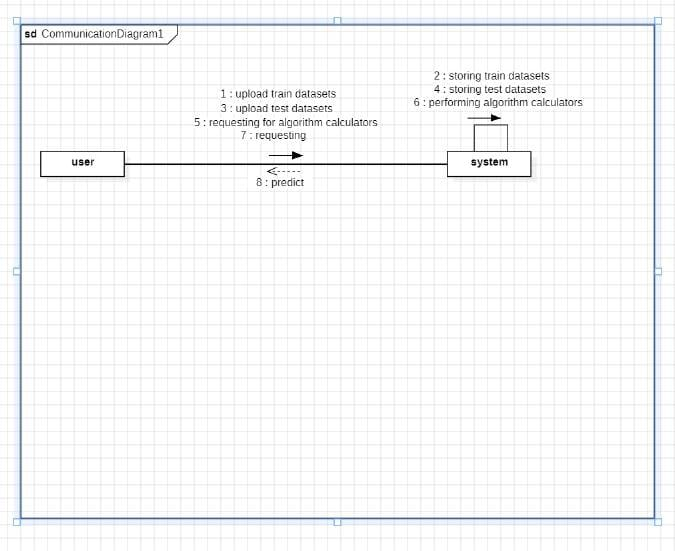 sd CommunicationDiagram1
2 : storing train datasets
4 : storing test datasets
6 : performing algorithm calculators
1 : upload train datasets
3 : upload test datasets
5 : requesting for algorithm calculators
7 : requesting
user
system
8 : predict